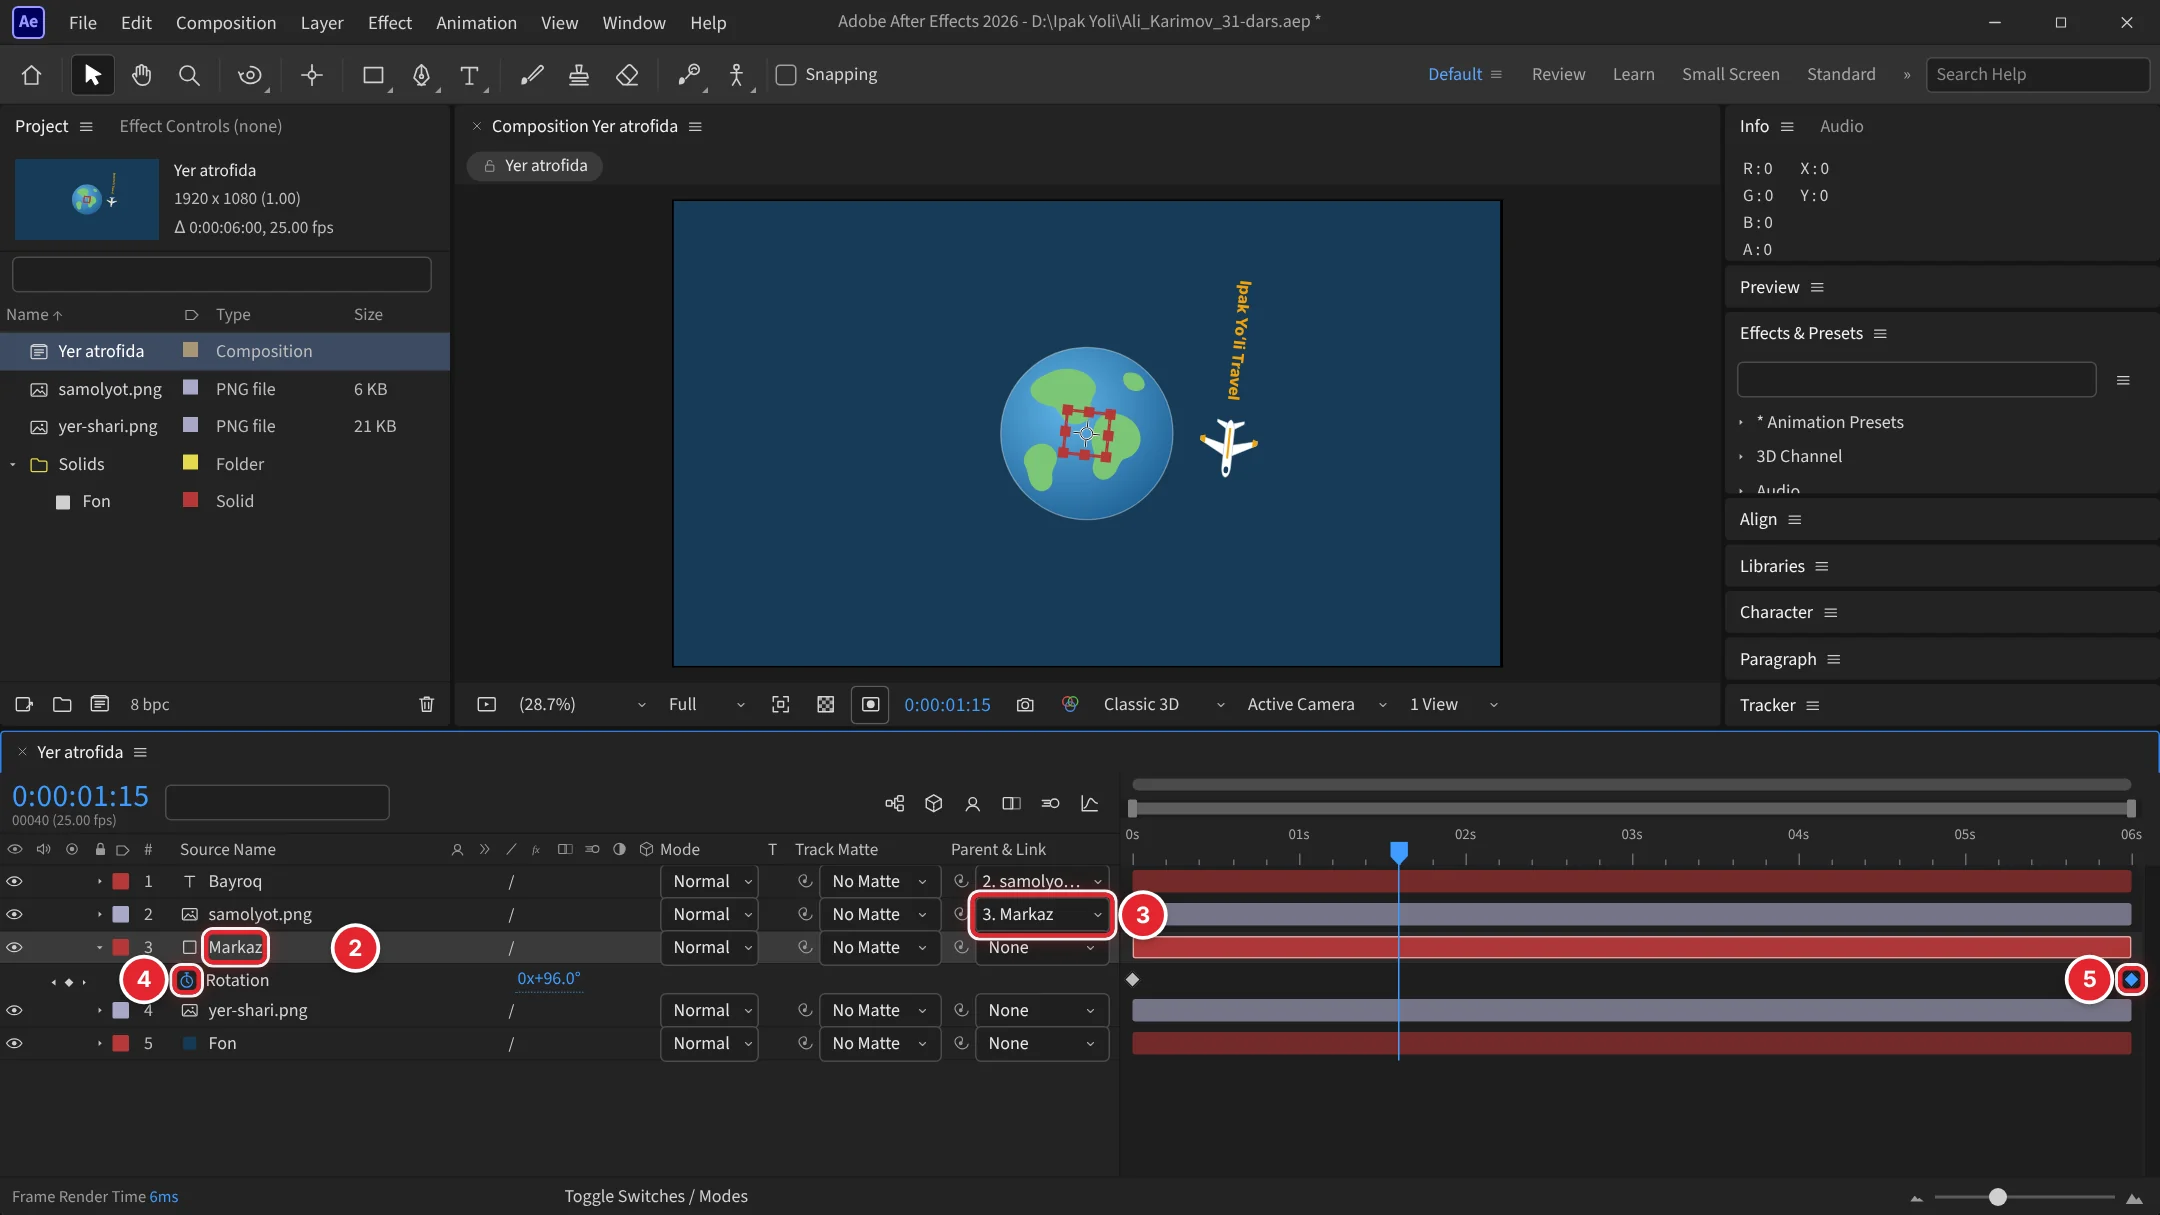 Ae File Edit Composition Layer Effect Animation View Window Help
Adobe After Effects 2026 - D:\Ipak Yoli\Ali_Karimov_31-dars.aep *
Snapping
Default Review Learn Small Screen Standard » Search Help
Project Effect Controls (none)
Yer atrofida
1920 x 1080 (1.00)
Δ 0:00:06:00, 25.00 fps
Name Type Size
Yer atrofida Composition
samolyot.png PNG file 6 KB
yer-shari.png PNG file 21 KB
Solids Folder
Fon Solid
8 bpc
Composition Yer atrofida
Yer atrofida
Ipak Yo'li Travel
(28.7%) Full 0:00:01:15 Classic 3D Active Camera 1 View
Info Audio
R : 0 X : 0
G : 0 Y : 0
B : 0
A : 0
Preview
Effects & Presets
* Animation Presets
3D Channel
Audio
Align
Libraries
Character
Paragraph
Tracker
Yer atrofida
0:00:01:15
00040 (25.00 fps)
0s 01s 02s 03s 04s 05s 06s
# Source Name fx Mode T Track Matte Parent & Link
1 T Bayroq Normal No Matte 2. samolyo...
2 samolyot.png Normal No Matte 3. Markaz 3
3 Markaz 2 Normal No Matte None
4 Rotation 0x+96.0° 5
4 yer-shari.png Normal No Matte None
5 Fon Normal No Matte None
Frame Render Time 6ms
Toggle Switches / Modes